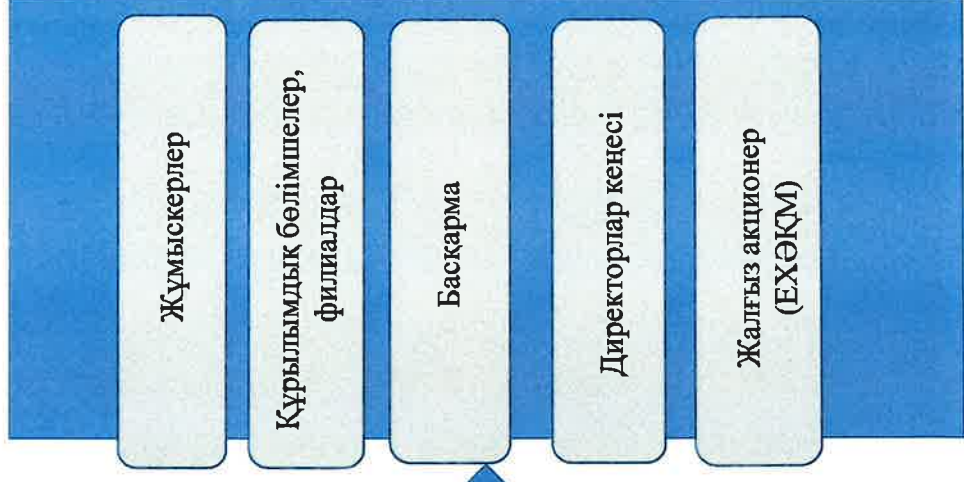 Жұмыскерлер
Құрылымдық бөлімшелер,
филиалдар
Басқарма
Директорлар кеңесі
Жалғыз акционер
(ЕХӘҚМ)